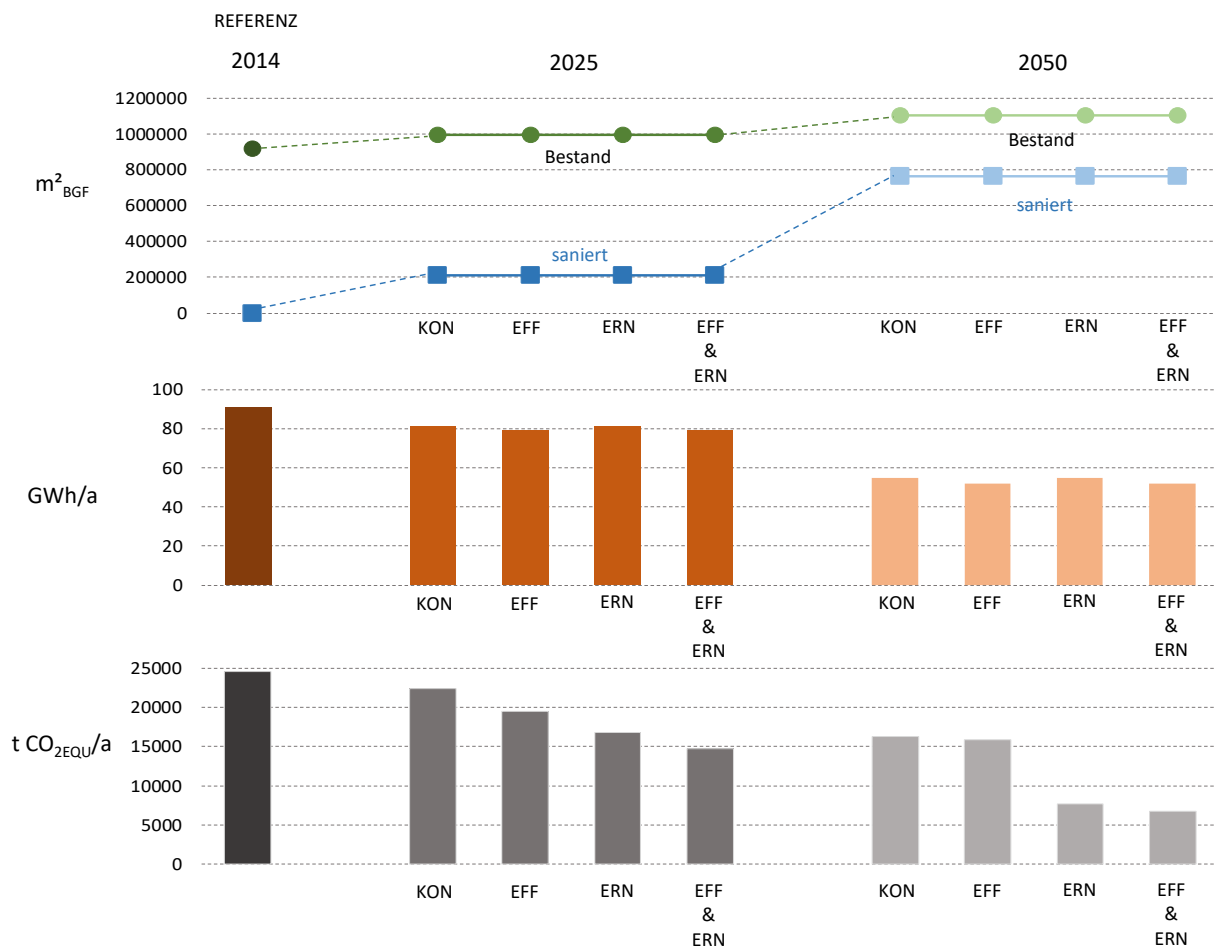 REFERENZ
2014 2025 2050
1200000
1000000
800000
600000
400000
200000
0
m²BGF
Bestand
Bestand
saniert
saniert
KON EFF ERN EFF & ERN KON EFF ERN EFF & ERN
100
80
60
40
20
0
GWh/a
KON EFF ERN EFF & ERN KON EFF ERN EFF & ERN
25000
20000
15000
10000
5000
0
t CO2EQU/a
KON EFF ERN EFF & ERN KON EFF ERN EFF & ERN